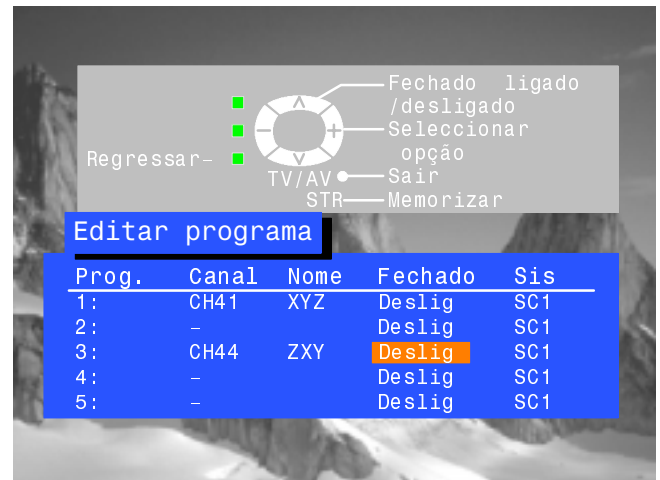 Fechado ligado
/desligado
Seleccionar
opção
Regressar–
TV/AV
Sair
STR
Memorizar
Editar programa
Prog. Canal Nome Fechado Sis
1: CH41 XYZ Deslig SC1
2: – Deslig SC1
3: CH44 ZXY Deslig SC1
4: – Deslig SC1
5: – Deslig SC1